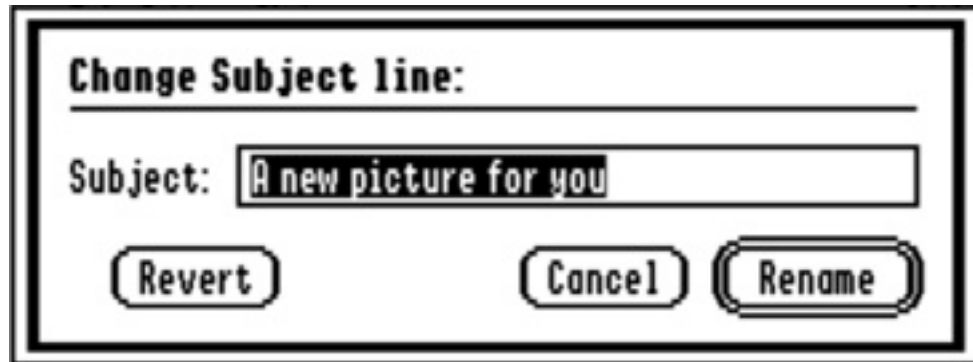 Change Subject line:
Subject: A new picture for you
Revert Cancel Rename